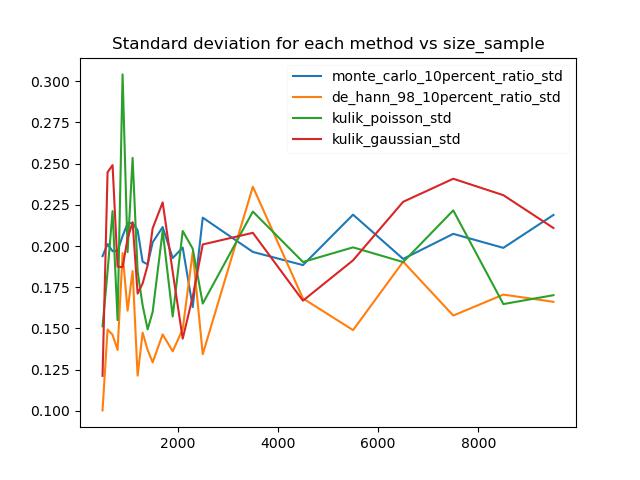 Standard deviation for each method vs size_sample
monte_carlo_10percent_ratio_std
de_hann_98_10percent_ratio_std
kulik_poisson_std
kulik_gaussian_std
0.300
0.275
0.250
0.225
0.200
0.175
0.150
0.125
0.100
2000 4000 6000 8000